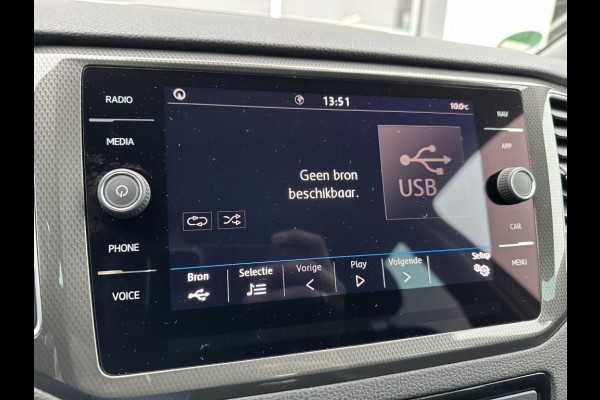 RADIO
MEDIA
PHONE
VOICE
13:51
10.0°C
Geen bron
beschikbaar.
USB
Bron
Selectie
Vorige
Play
Volgende
Setup
NAV
APP
CAR
MENU